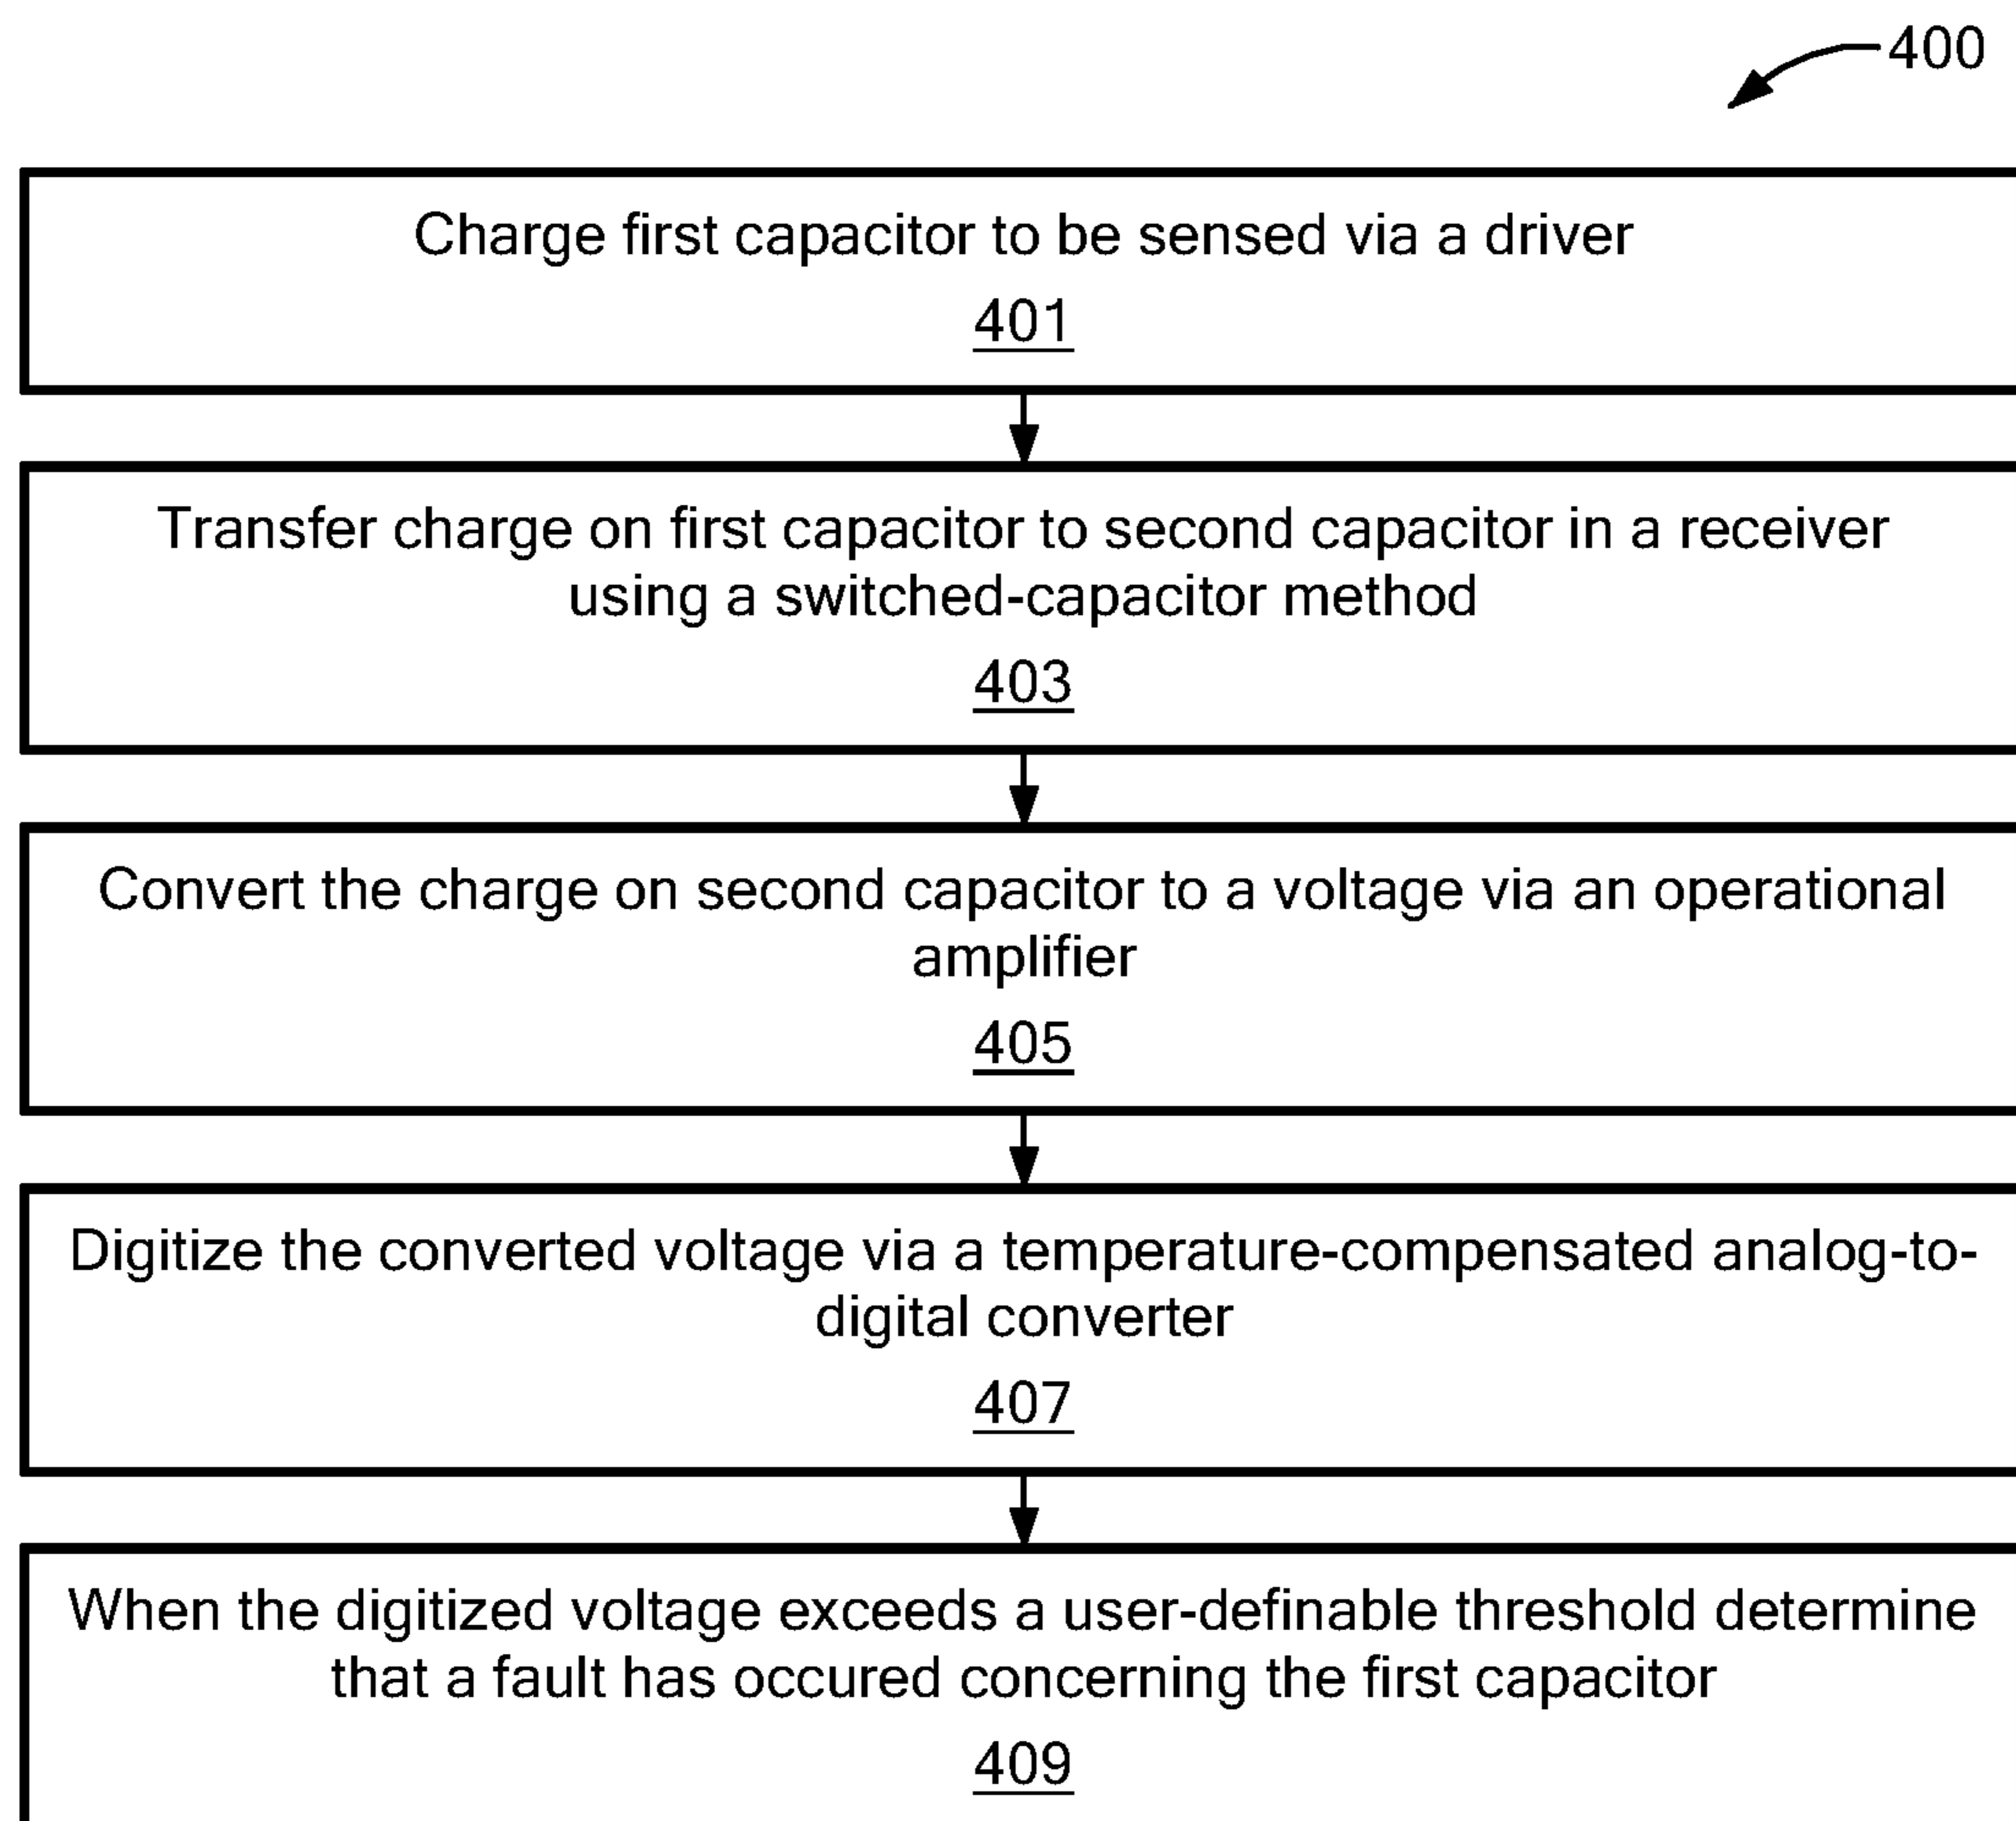 400
Charge first capacitor to be sensed via a driver
401
Transfer charge on first capacitor to second capacitor in a receiver
using a switched-capacitor method
403
Convert the charge on second capacitor to a voltage via an operational
amplifier
405
Digitize the converted voltage via a temperature-compensated analog-to-
digital converter
407
When the digitized voltage exceeds a user-definable threshold determine
that a fault has occured concerning the first capacitor
409